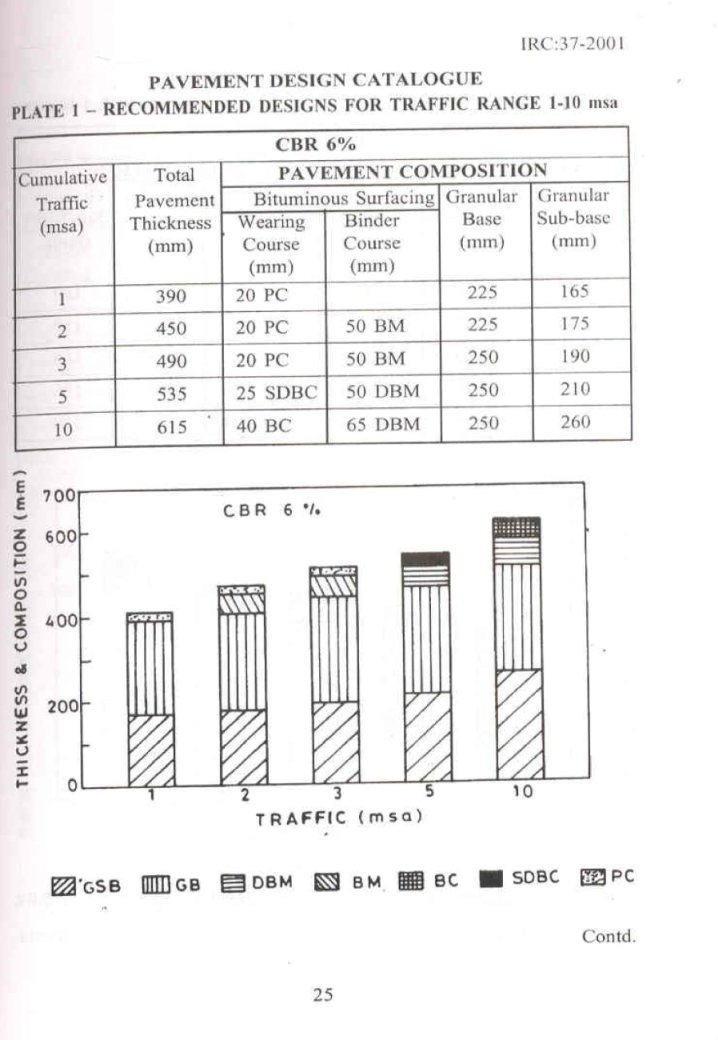 IRC:37-2001
PAVEMENT DESIGN CATALOGUE
PLATE 1 – RECOMMENDED DESIGNS FOR TRAFFIC RANGE 1-10 msa
CBR 6%
Cumulative Traffic (msa) Total Pavement Thickness (mm) PAVEMENT COMPOSITION
Bituminous Surfacing Granular Base (mm) Granular Sub-base (mm)
Wearing Course (mm) Binder Course (mm)
1 390 20 PC 225 165
2 450 20 PC 50 BM 225 175
3 490 20 PC 50 BM 250 190
5 535 25 SDBC 50 DBM 250 210
10 615 40 BC 65 DBM 250 260
THICKNESS & COMPOSITION (mm)
700
600
400
200
0
CBR 6 %
1 2 3 5 10
TRAFFIC (msa)
GSB GB DBM BM BC SDBC PC
Contd.
25